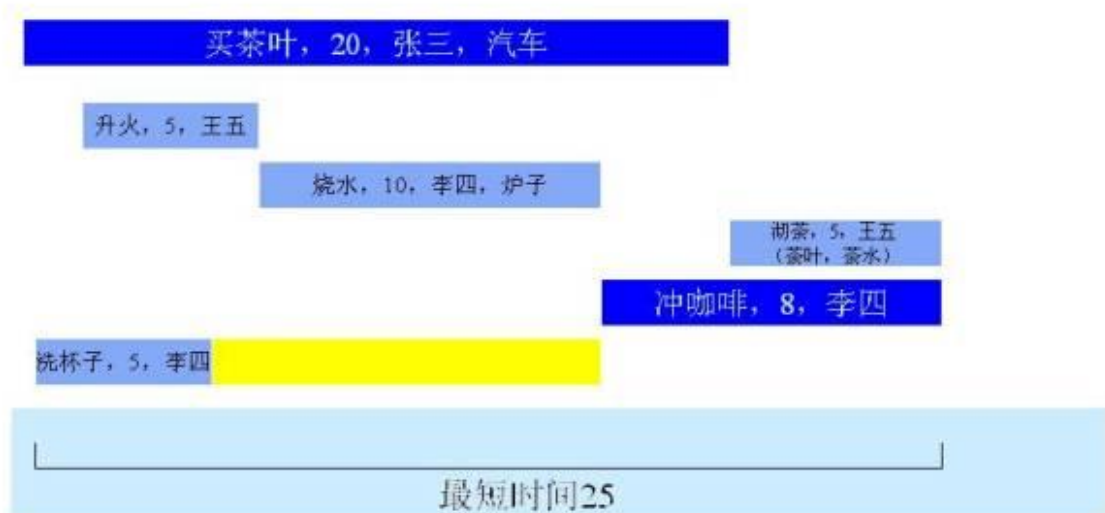 买茶叶，20，张三，汽车
升火，5，王五
烧水，10，李四，炉子
沏茶，5，王五
（茶叶，茶水）
冲咖啡，8，李四
洗杯子，5，李四
最短时间25